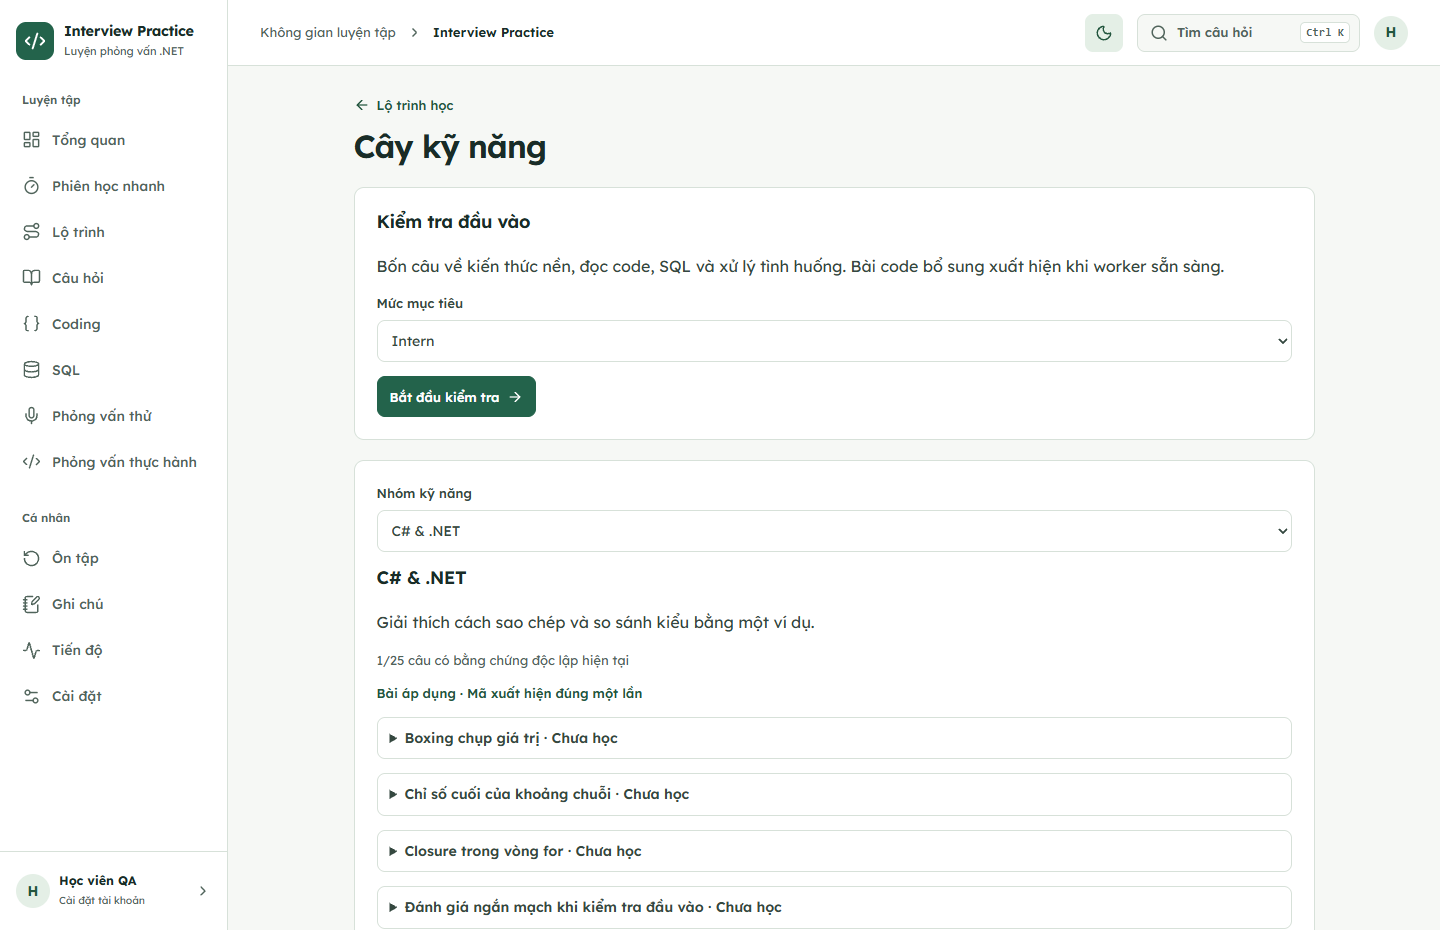 Interview Practice
Luyện phỏng vấn .NET
Luyện tập
Tổng quan
Phiên học nhanh
Lộ trình
Câu hỏi
Coding
SQL
Phỏng vấn thử
Phỏng vấn thực hành
Cá nhân
Ôn tập
Ghi chú
Tiến độ
Cài đặt
H
Học viên QA
Cài đặt tài khoản
Không gian luyện tập
Interview Practice
Tìm câu hỏi
Ctrl K
H
Lộ trình học
Cây kỹ năng
Kiểm tra đầu vào
Bốn câu về kiến thức nền, đọc code, SQL và xử lý tình huống. Bài code bổ sung xuất hiện khi worker sẵn sàng.
Mức mục tiêu
Intern
Bắt đầu kiểm tra
Nhóm kỹ năng
C# & .NET
C# & .NET
Giải thích cách sao chép và so sánh kiểu bằng một ví dụ.
1/25 câu có bằng chứng độc lập hiện tại
Bài áp dụng · Mã xuất hiện đúng một lần
Boxing chụp giá trị · Chưa học
Chỉ số cuối của khoảng chuỗi · Chưa học
Closure trong vòng for · Chưa học
Đánh giá ngắn mạch khi kiểm tra đầu vào · Chưa học